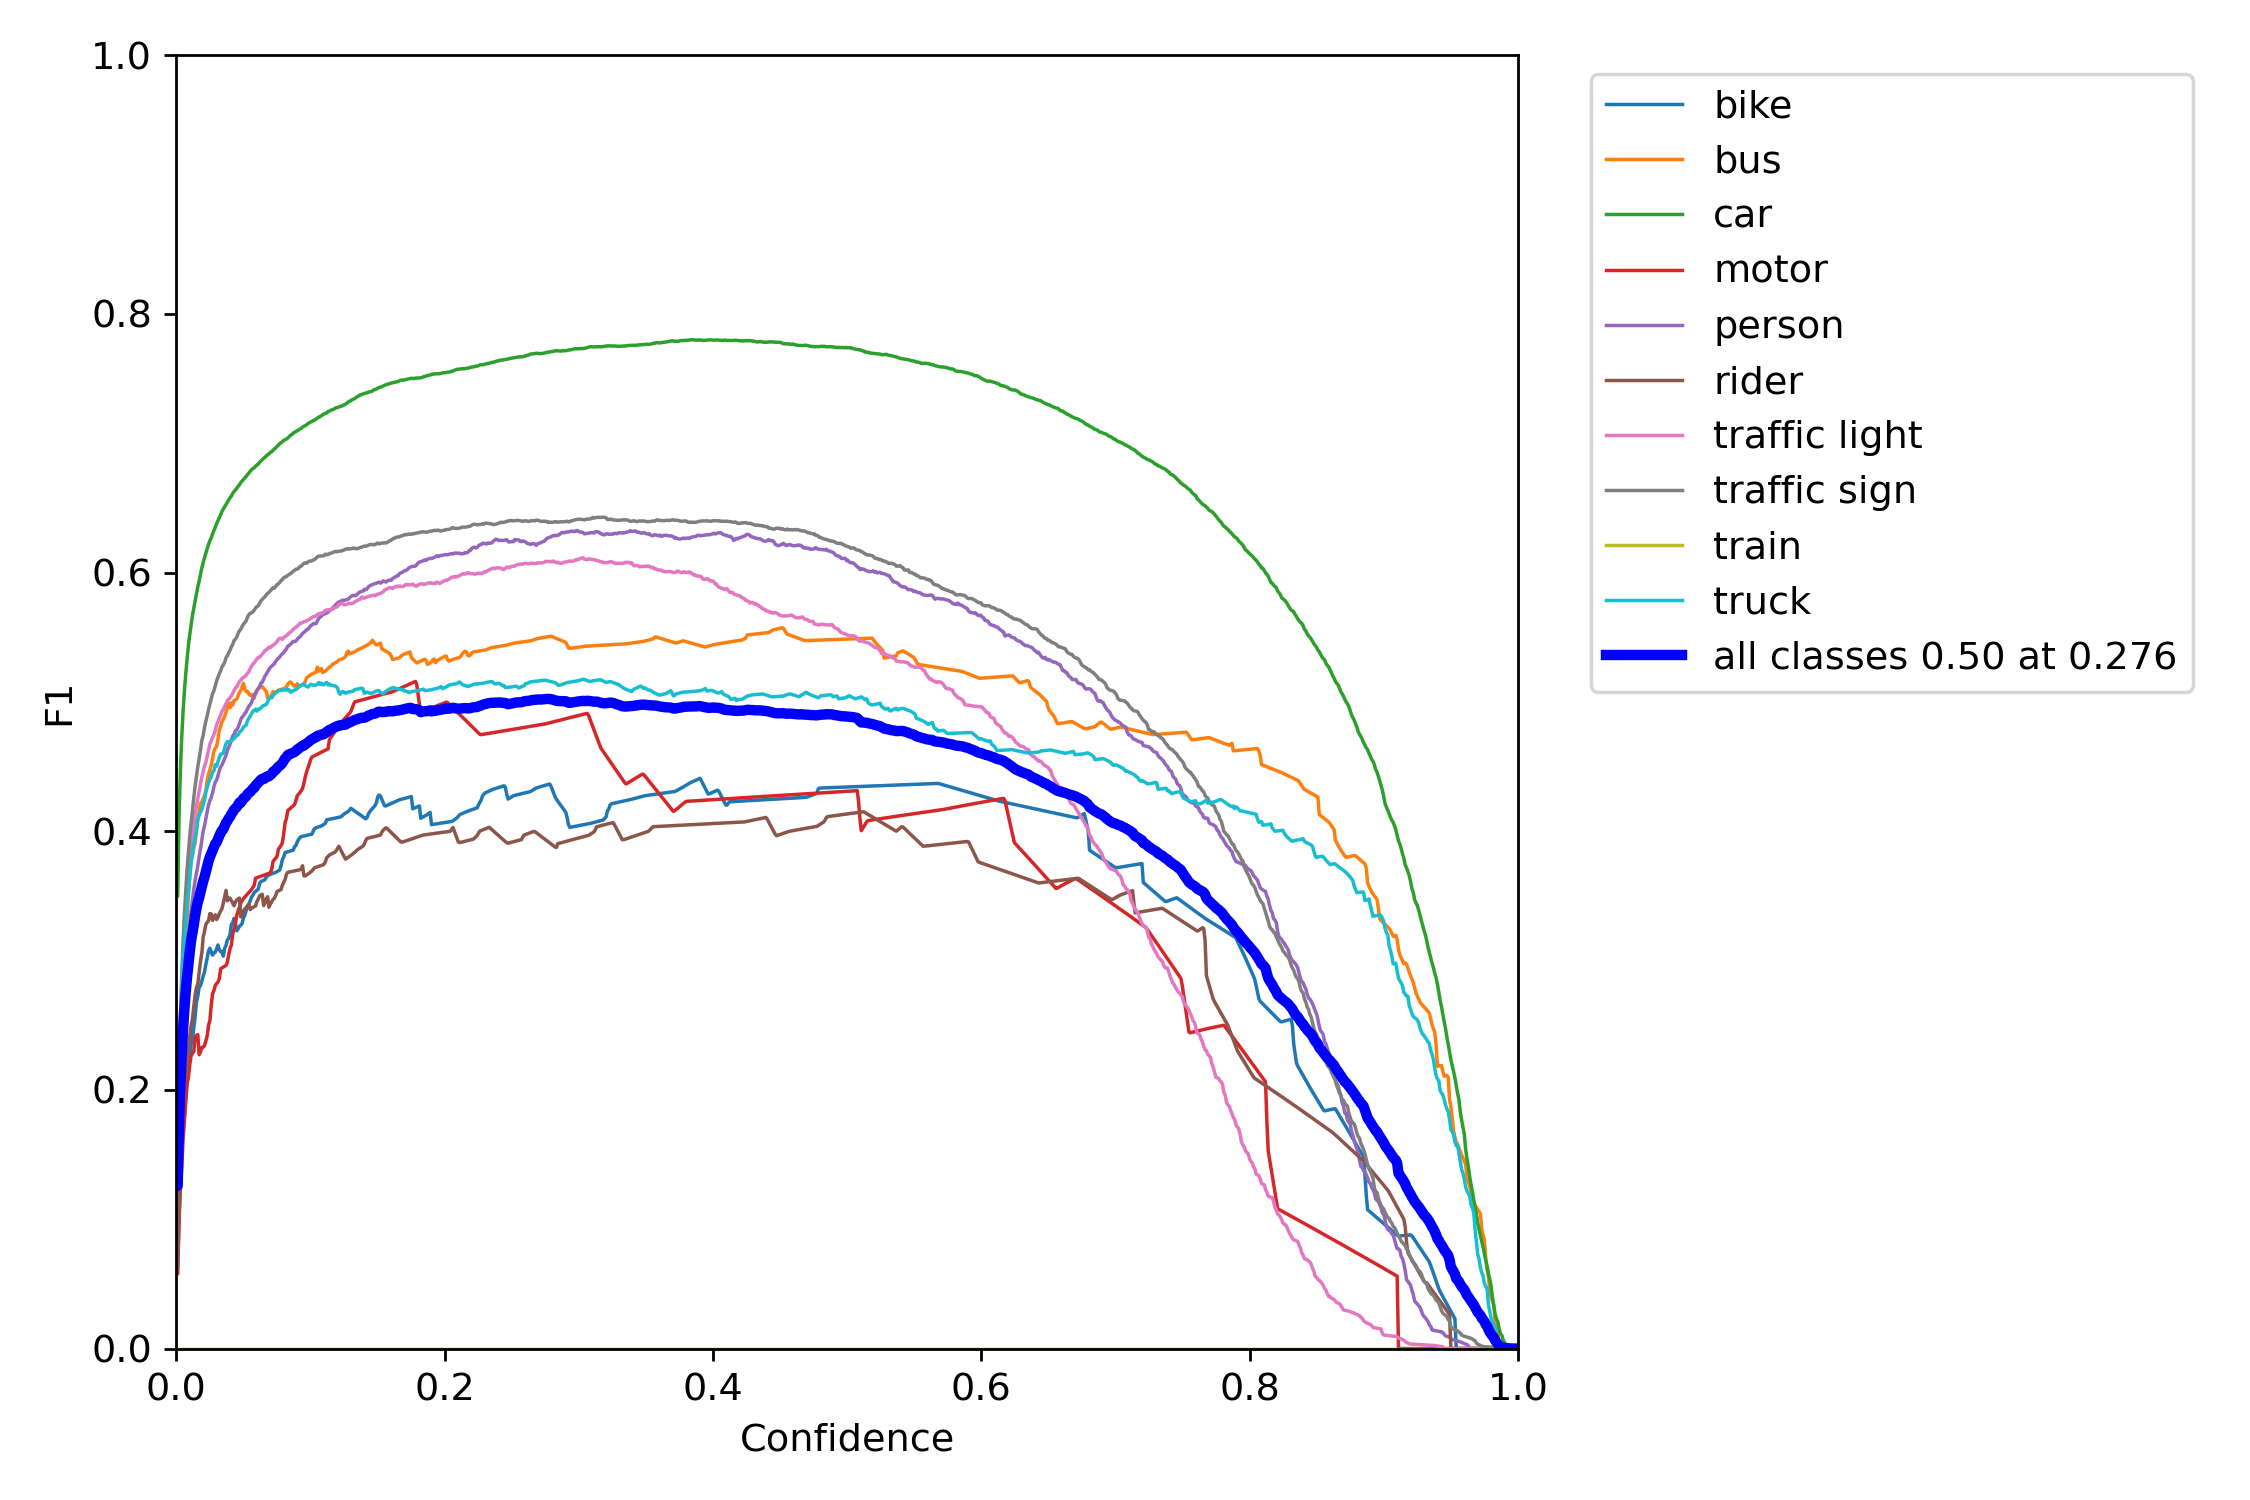 1.0
0.8
0.6
0.4
0.2
0.0
F1
0.0 0.2 0.4 0.6 0.8 1.0
Confidence
bike
bus
car
motor
person
rider
traffic light
traffic sign
train
truck
all classes 0.50 at 0.276